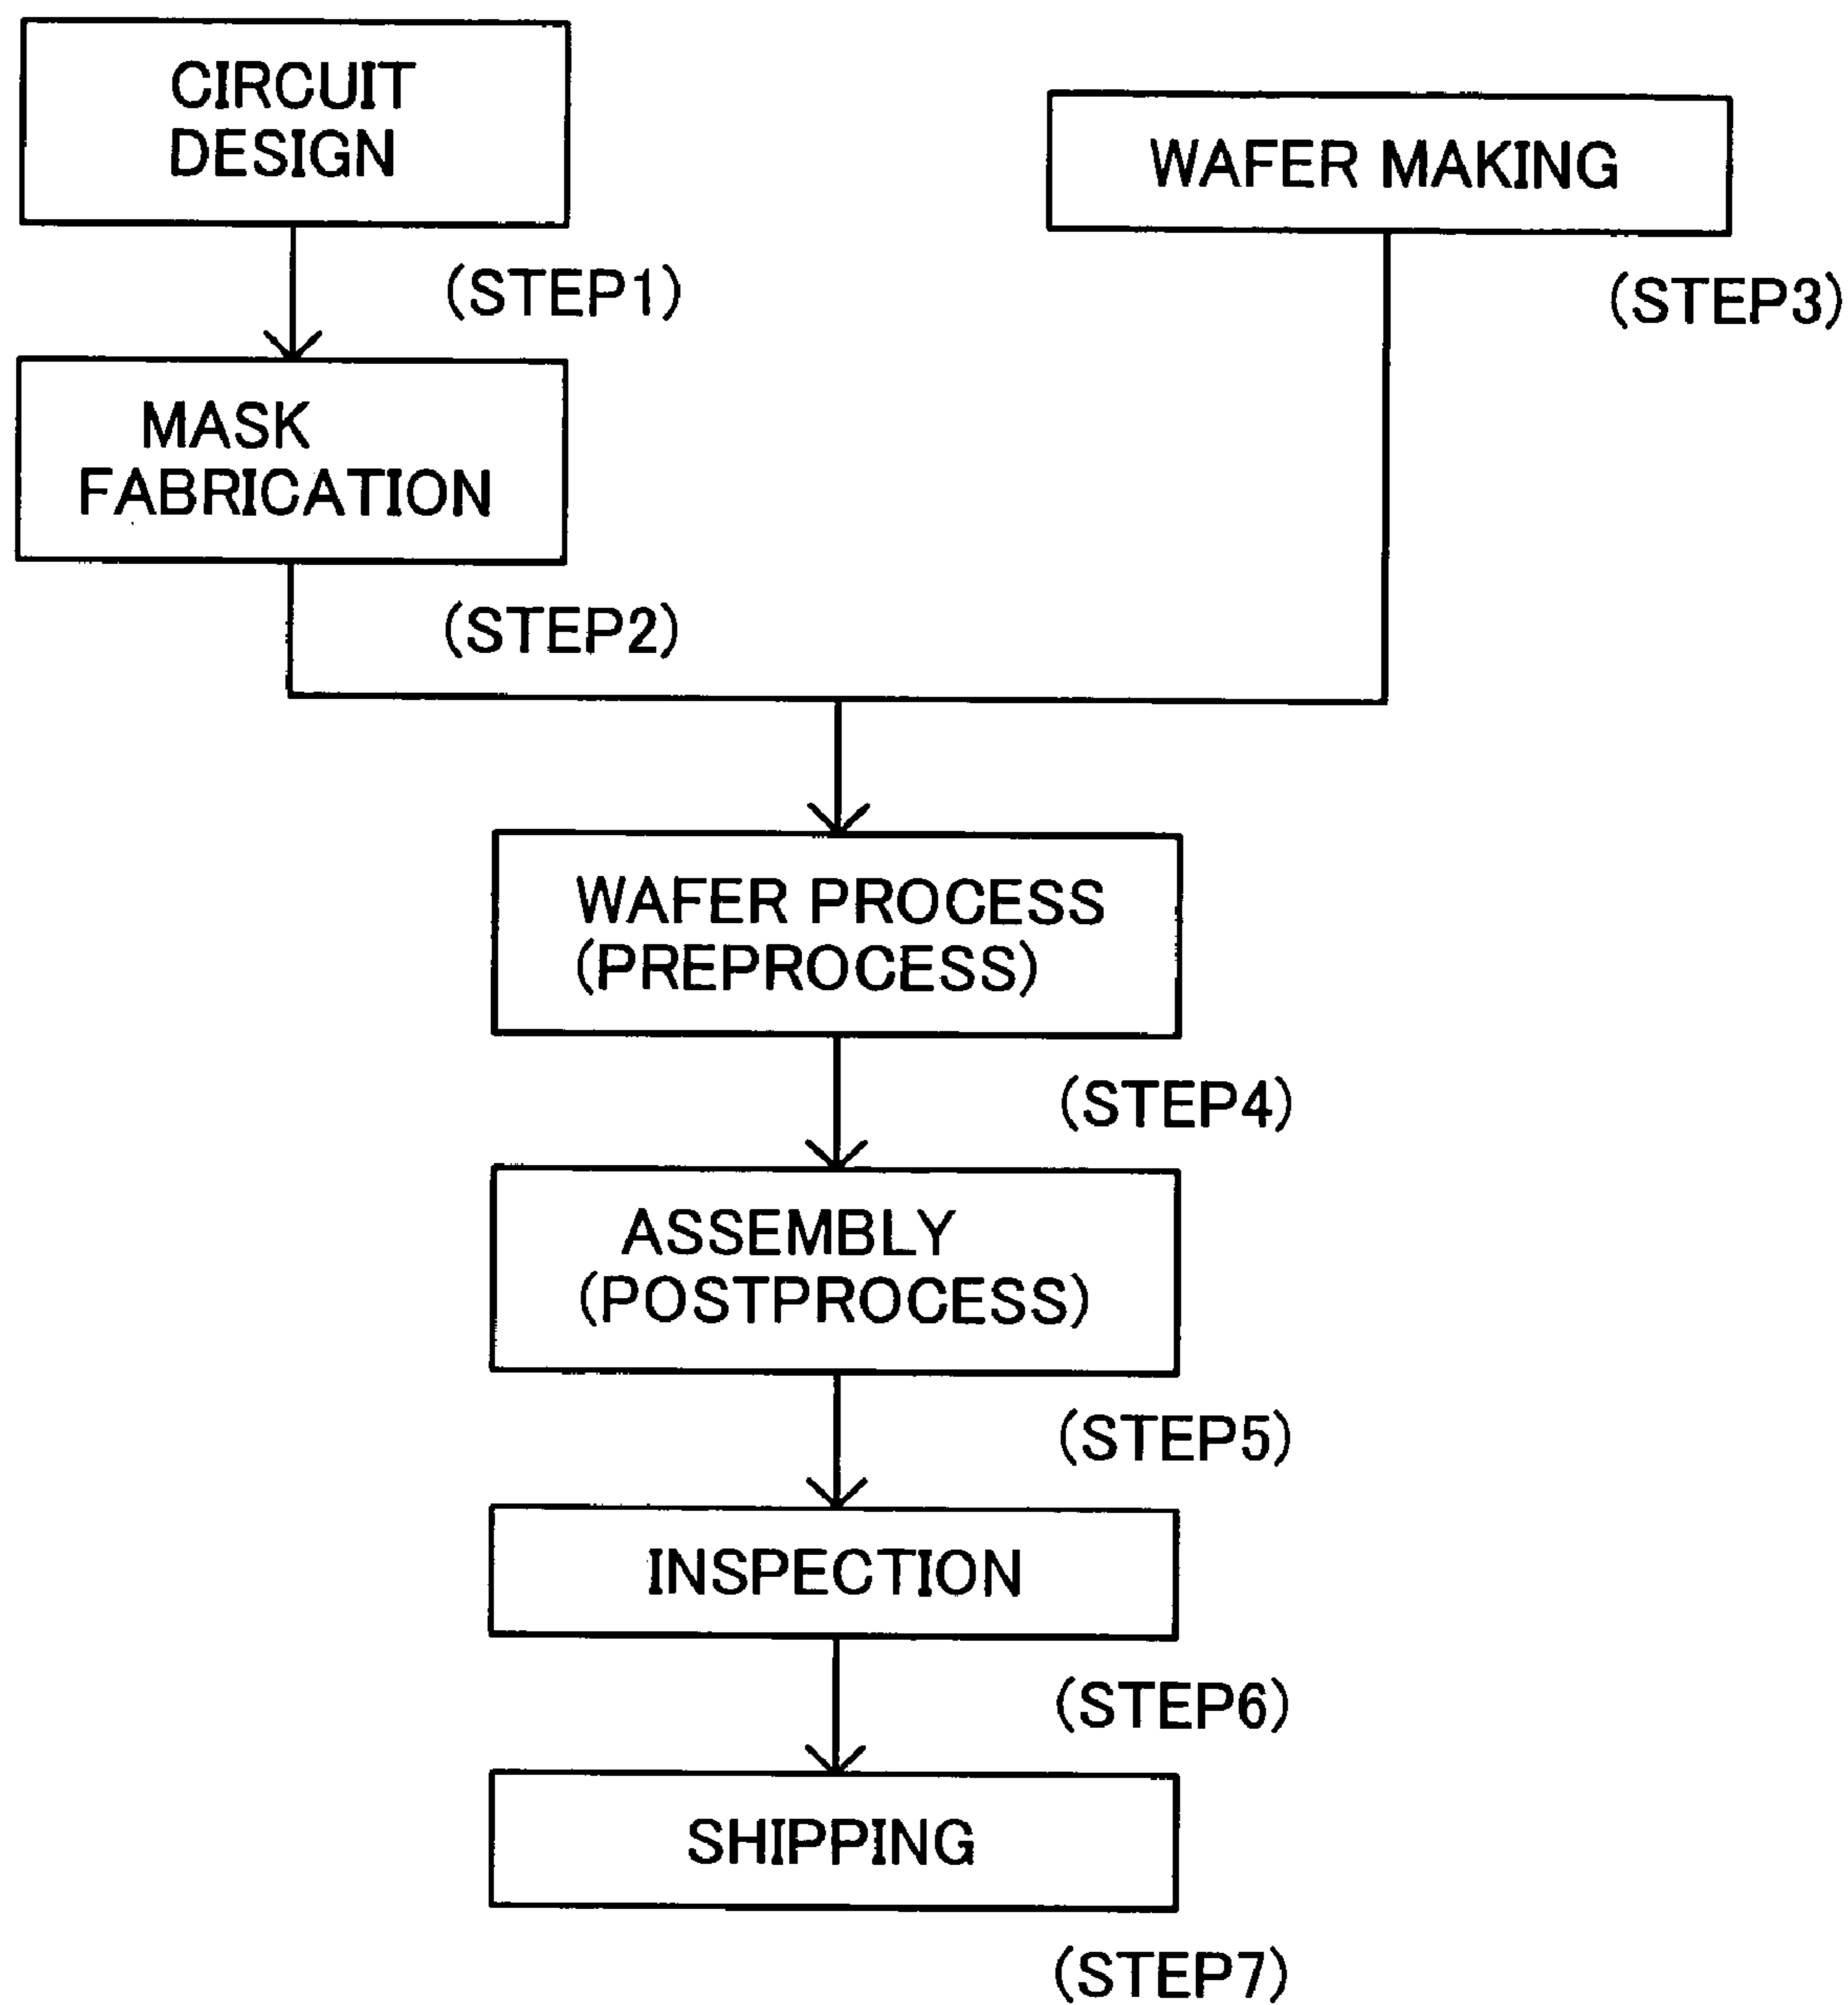 CIRCUIT
DESIGN
(STEP1)
WAFER MAKING
(STEP3)
MASK
FABRICATION
(STEP2)
WAFER PROCESS
(PREPROCESS)
(STEP4)
ASSEMBLY
(POSTPROCESS)
(STEP5)
INSPECTION
(STEP6)
SHIPPING
(STEP7)